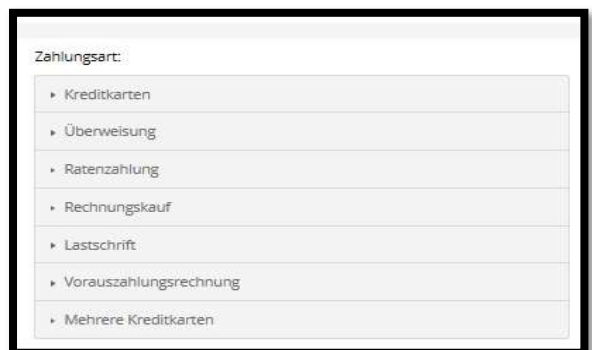 Zahlungsart:
Kreditkarten
Überweisung
Ratenzahlung
Rechnungskauf
Lastschrift
Vorauszahlungsrechnung
Mehrere Kreditkarten